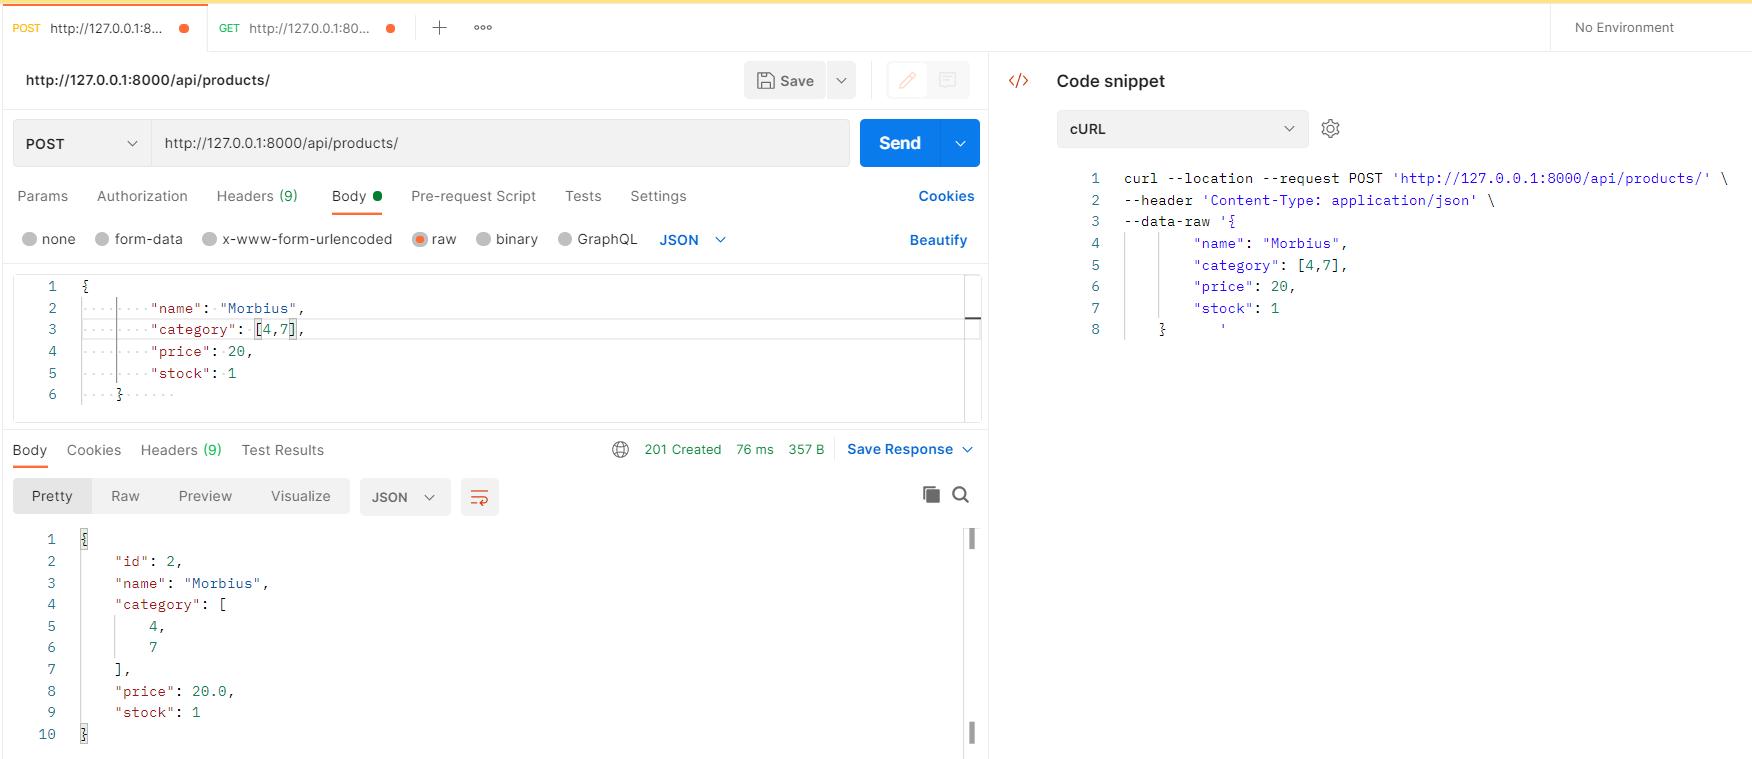 POST http://127.0.0.1:8... GET http://127.0.0.1:80... No Environment
http://127.0.0.1:8000/api/products/ Save
POST http://127.0.0.1:8000/api/products/ Send
Params Authorization Headers (9) Body Pre-request Script Tests Settings Cookies
none form-data x-www-form-urlencoded raw binary GraphQL JSON Beautify
1 {
2 "name": "Morbius",
3 "category": [4,7],
4 "price": 20,
5 "stock": 1
6 }
Body Cookies Headers (9) Test Results 201 Created 76 ms 357 B Save Response
Pretty Raw Preview Visualize JSON
1 {
2 "id": 2,
3 "name": "Morbius",
4 "category": [
5 4,
6 7
7 ],
8 "price": 20.0,
9 "stock": 1
10 }
</> Code snippet
cURL
1 curl --location --request POST 'http://127.0.0.1:8000/api/products/' \
2 --header 'Content-Type: application/json' \
3 --data-raw '{
4 "name": "Morbius",
5 "category": [4,7],
6 "price": 20,
7 "stock": 1
8 } '